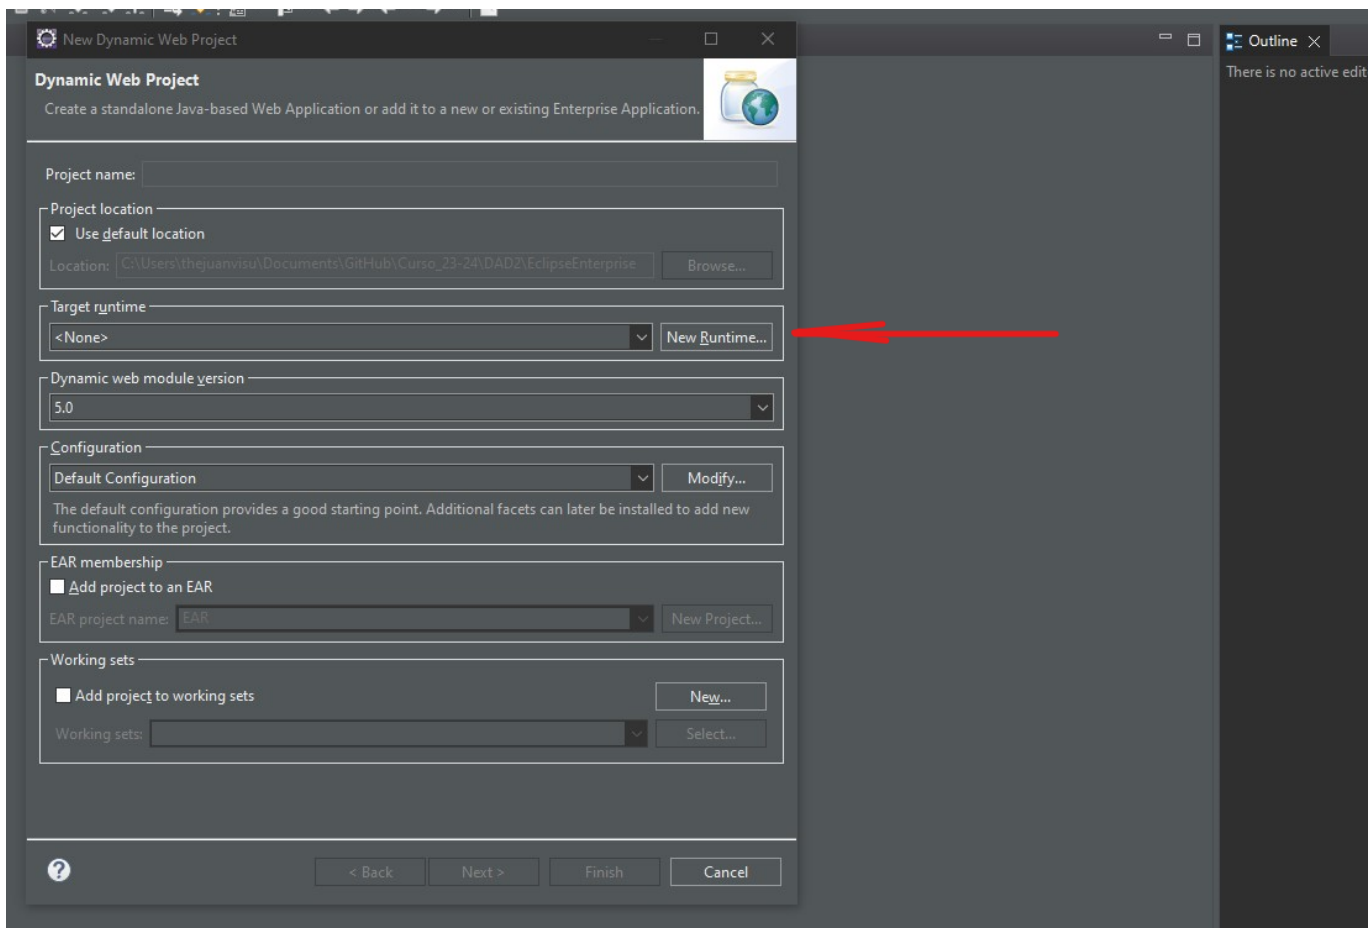 New Dynamic Web Project
Outline
Dynamic Web Project
There is no active edit
Create a standalone Java-based Web Application or add it to a new or existing Enterprise Application.
Project name:
Project location
Use default location
Location: C:\Users\thejuanvisu\Documents\GitHub\Curso_23-24\DAD2\EclipseEnterprise Browse...
Target runtime
<None> New Runtime...
Dynamic web module version
5.0
Configuration
Default Configuration Modify...
The default configuration provides a good starting point. Additional facets can later be installed to add new
functionality to the project.
EAR membership
Add project to an EAR
EAR project name: EAR New Project...
Working sets
Add project to working sets New...
Working sets: Select...
? < Back Next > Finish Cancel